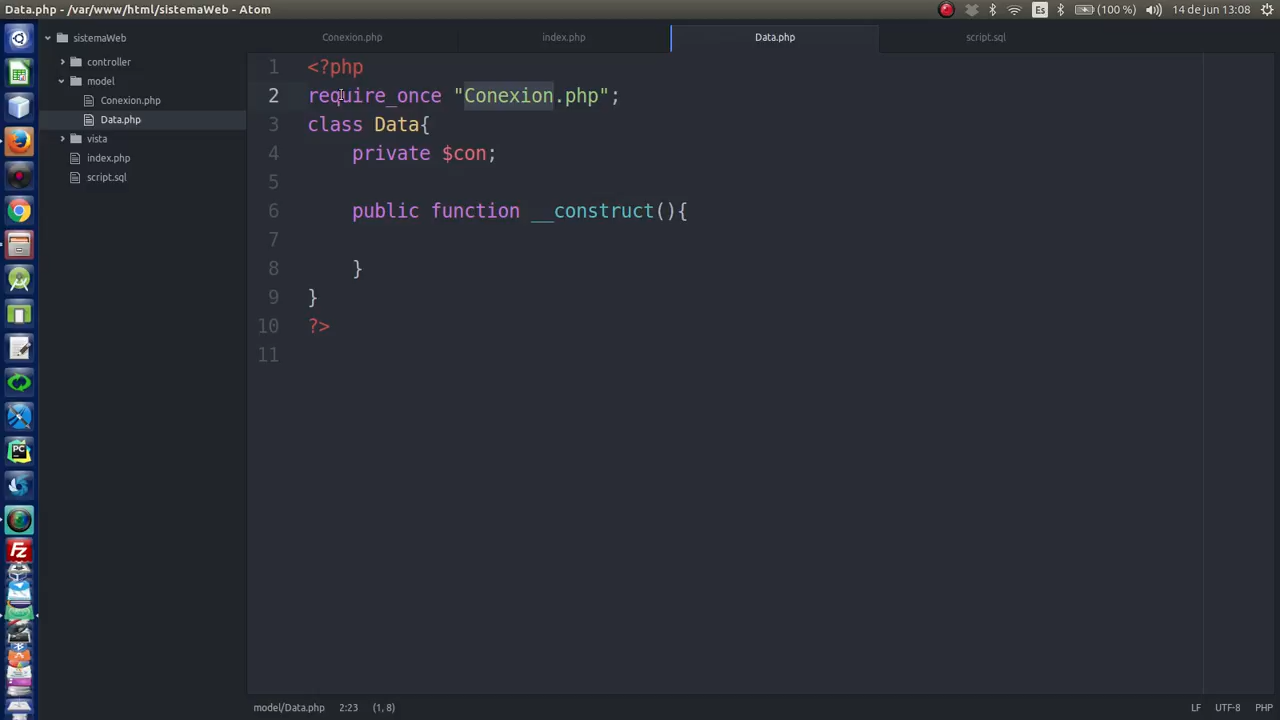 Data.php - /var/www/html/sistemaWeb - Atom
Es
(100 %)
14 de jun 13:08
sistemaWeb
controller
model
Conexion.php
Data.php
vista
index.php
script.sql
Conexion.php
index.php
Data.php
script.sql
1 <?php
2 require_once "Conexion.php";
3 class Data{
4 private $con;
5
6 public function __construct(){
7
8 }
9 }
10 ?>
11
PC
Fz
model/Data.php 2:23 (1, 8)
LF UTF-8 PHP